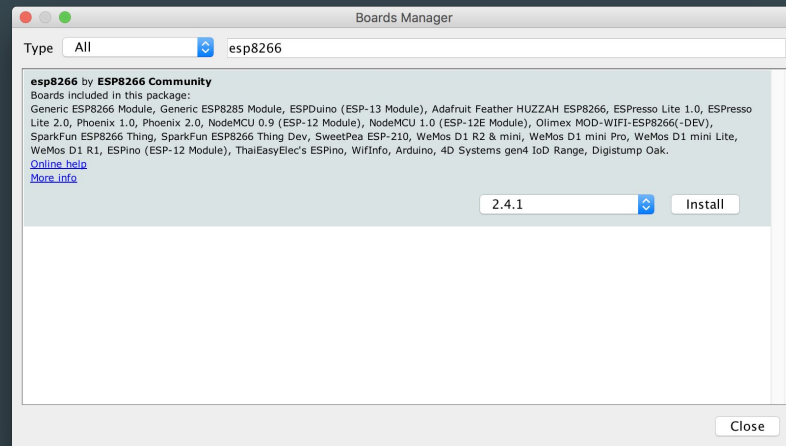 Boards Manager
Type All esp8266
esp8266 by ESP8266 Community
Boards included in this package:
Generic ESP8266 Module, Generic ESP8285 Module, ESPDuino (ESP-13 Module), Adafruit Feather HUZZAH ESP8266, ESPresso Lite 1.0, ESPresso
Lite 2.0, Phoenix 1.0, Phoenix 2.0, NodeMCU 0.9 (ESP-12 Module), NodeMCU 1.0 (ESP-12E Module), Olimex MOD-WIFI-ESP8266(-DEV),
SparkFun ESP8266 Thing, SparkFun ESP8266 Thing Dev, SweetPea ESP-210, WeMos D1 R2 & mini, WeMos D1 mini Pro, WeMos D1 mini Lite,
WeMos D1 R1, ESPino (ESP-12 Module), ThaiEasyElec's ESPino, WifInfo, Arduino, 4D Systems gen4 IoD Range, Digistump Oak.
Online help
More info
2.4.1 Install
Close